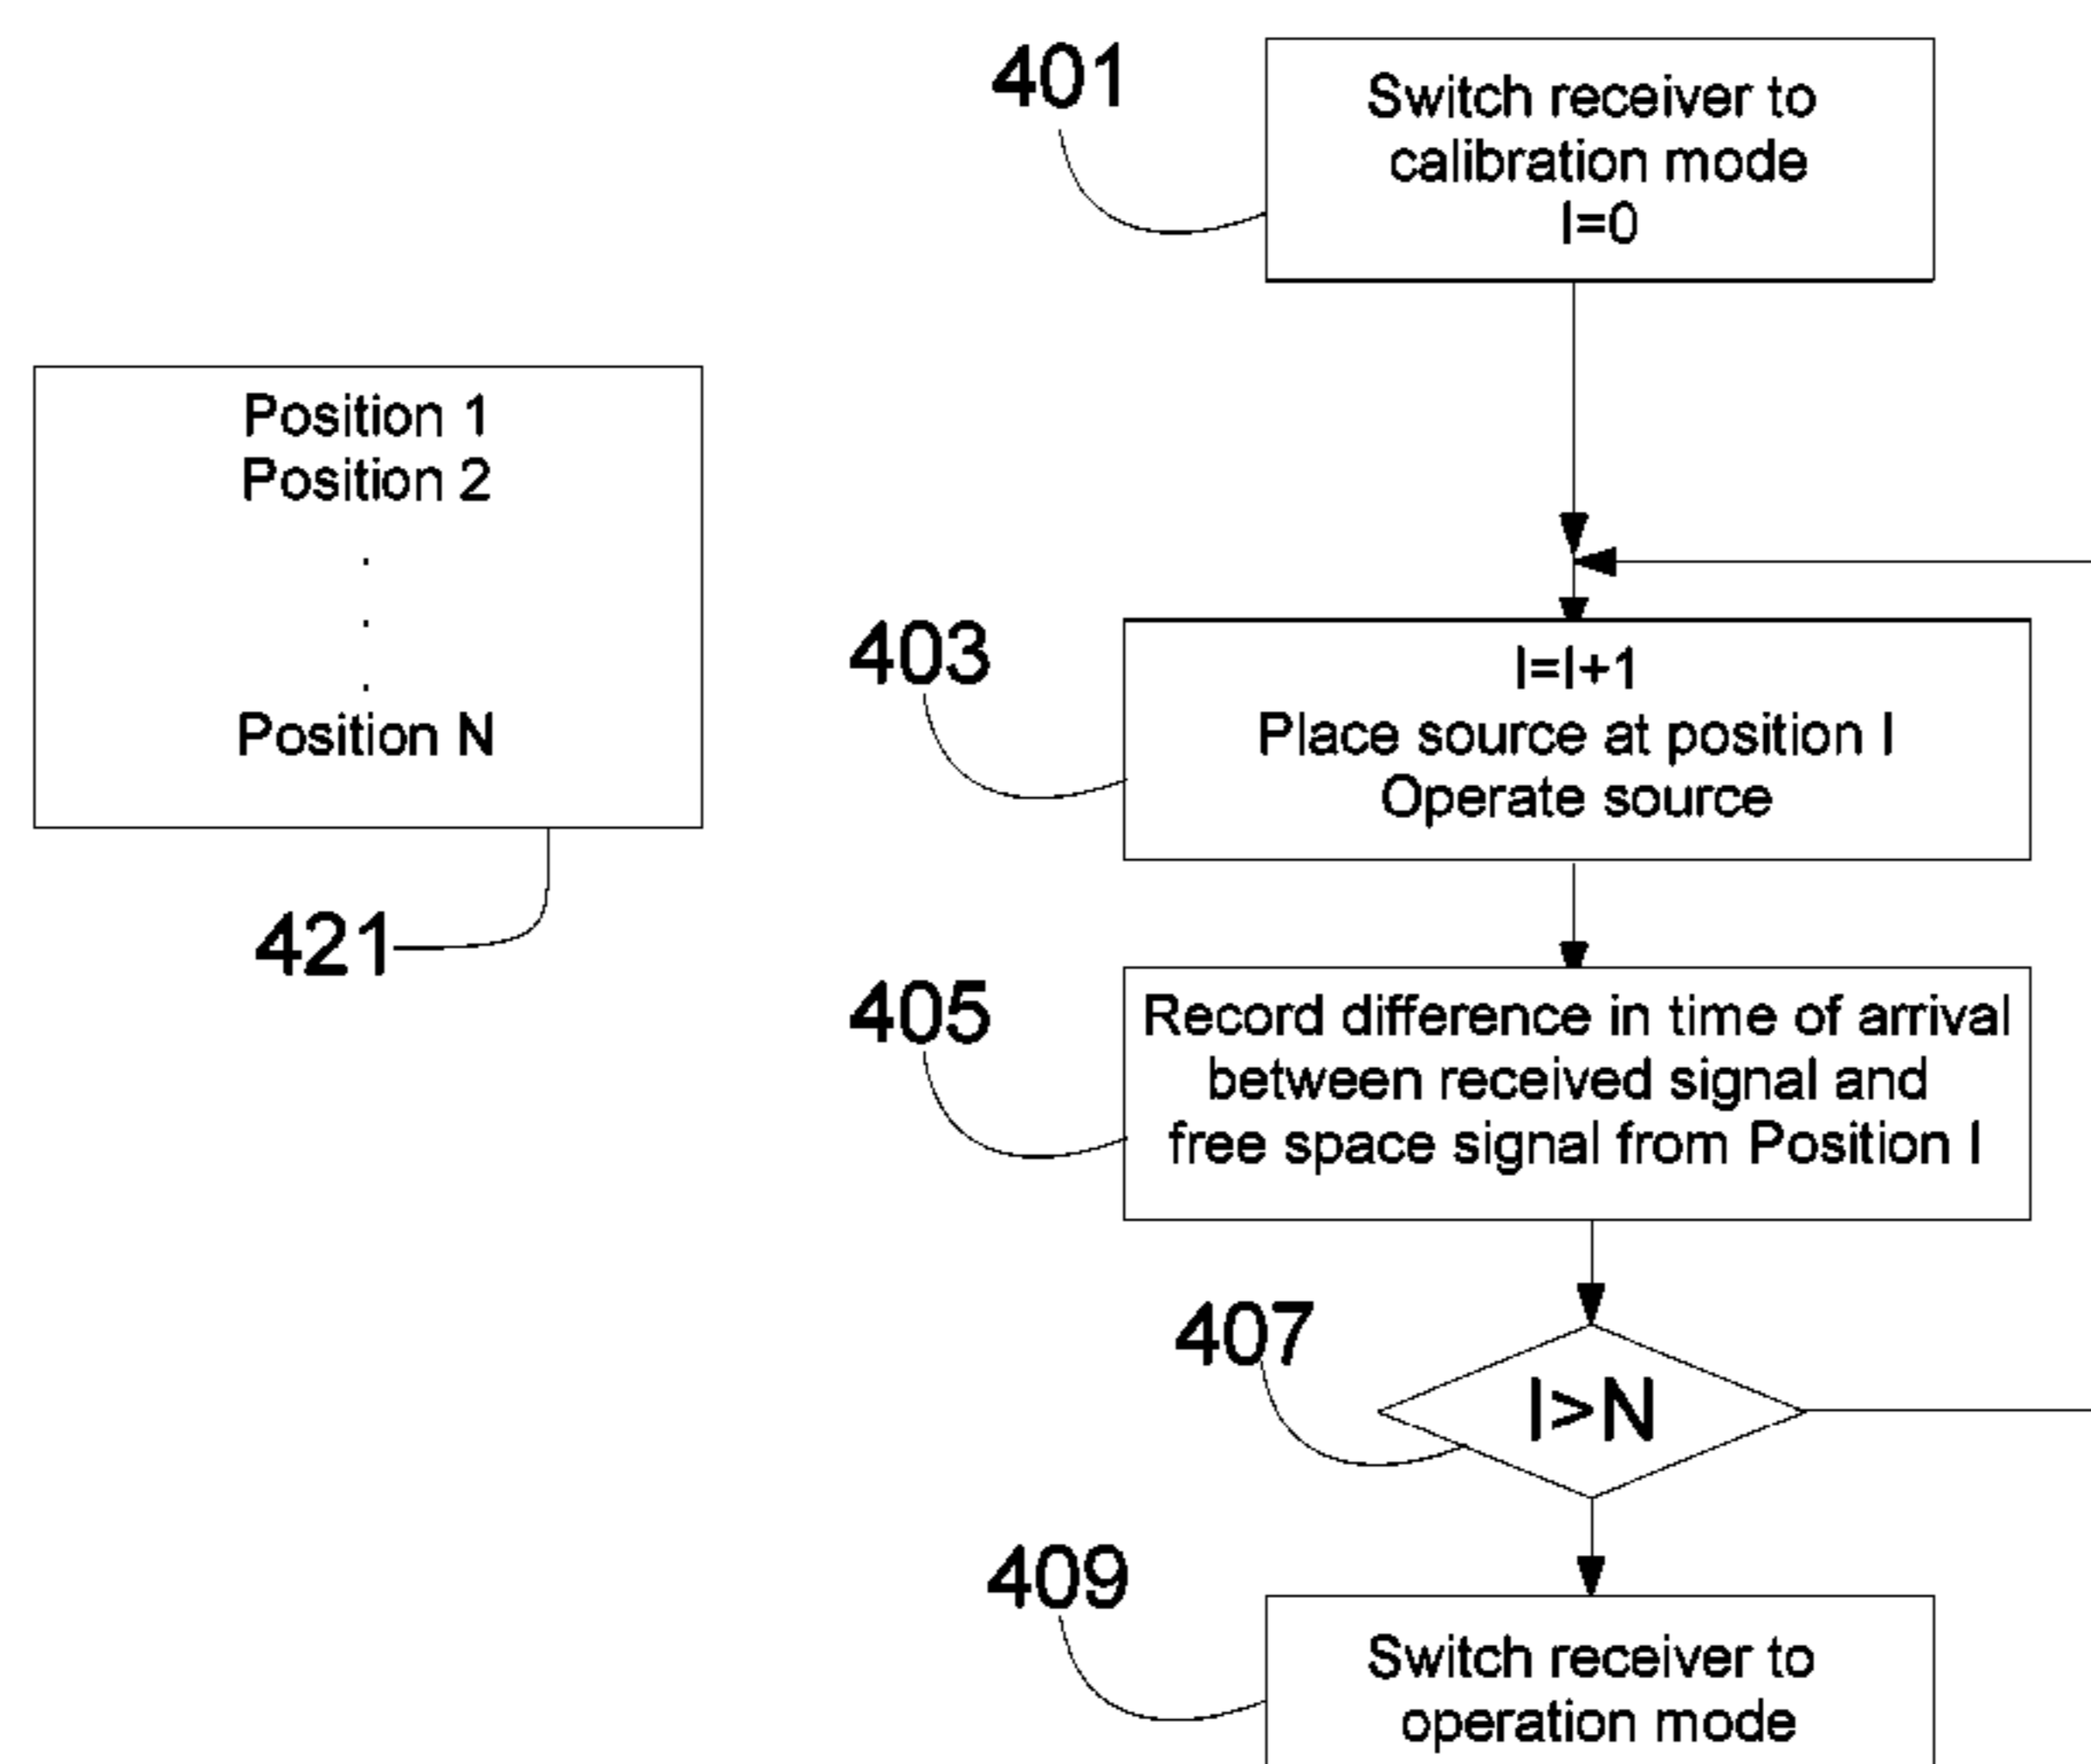 401
Switch receiver to
calibration mode
I=0
Position 1
Position 2
.
.
.
Position N
421
403
I=I+1
Place source at position I
Operate source
405
Record difference in time of arrival
between received signal and
free space signal from Position I
407
I>N
409
Switch receiver to
operation mode